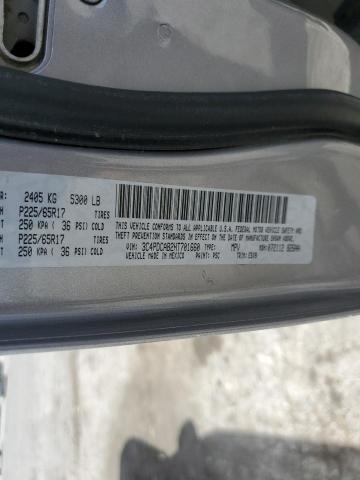 R: 2405 KG 5300 LB
H P225/65R17 TIRES
T 250 KPA ( 36 PSI) COLD
H P225/65R17 TIRES
T 250 KPA ( 36 PSI) COLD
THIS VEHICLE CONFORMS TO ALL APPLICABLE U.S.A. FEDERAL MOTOR VEHICLE SAFETY AND
THEFT PREVENTION STANDARDS IN EFFECT ON THE DATE OF MANUFACTURE SHOWN ABOVE.
VIN: 3C4PDCAB2HT701660 TYPE: MPV
VEHICLE MADE IN MEXICO PAINT: PSC TRIM: